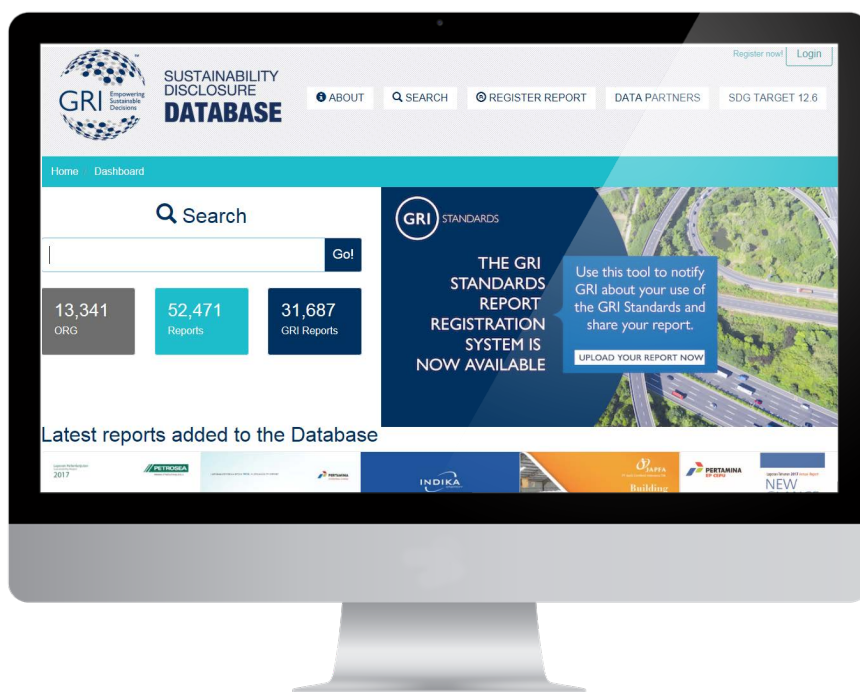 Register now!
Login
GRI
Empowering
Sustainable
Decisions
SUSTAINABILITY
DISCLOSURE
DATABASE
ABOUT
SEARCH
REGISTER REPORT
DATA PARTNERS
SDG TARGET 12.6
Home
Dashboard
Search
Go!
13,341
ORG
52,471
Reports
31,687
GRI Reports
GRI STANDARDS
THE GRI
STANDARDS
REPORT
REGISTRATION
SYSTEM IS
NOW AVAILABLE
Use this tool to notify
GRI about your use of
the GRI Standards and
share your report.
UPLOAD YOUR REPORT NOW
Latest reports added to the Database
2017
PETROSEA
PERTAMINA
INDIKA
JAPFA
Building
PERTAMINA
EP CEPU
NEW